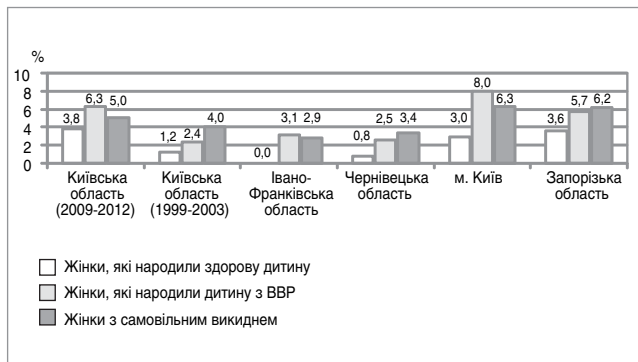 %
10
8
6
4
2
0
3,8
6,3
5,0
1,2
2,4
4,0
0,0
3,1
2,9
0,8
2,5
3,4
3,0
8,0
6,3
3,6
5,7
6,2
Київська
область
(2009-2012)
Київська
область
(1999-2003)
Івано-
Франківська
область
Чернівецька
область
м. Київ
Запорізька
область
Жінки, які народили здорову дитину
Жінки, які народили дитину з ВВР
Жінки з самовільним викиднем